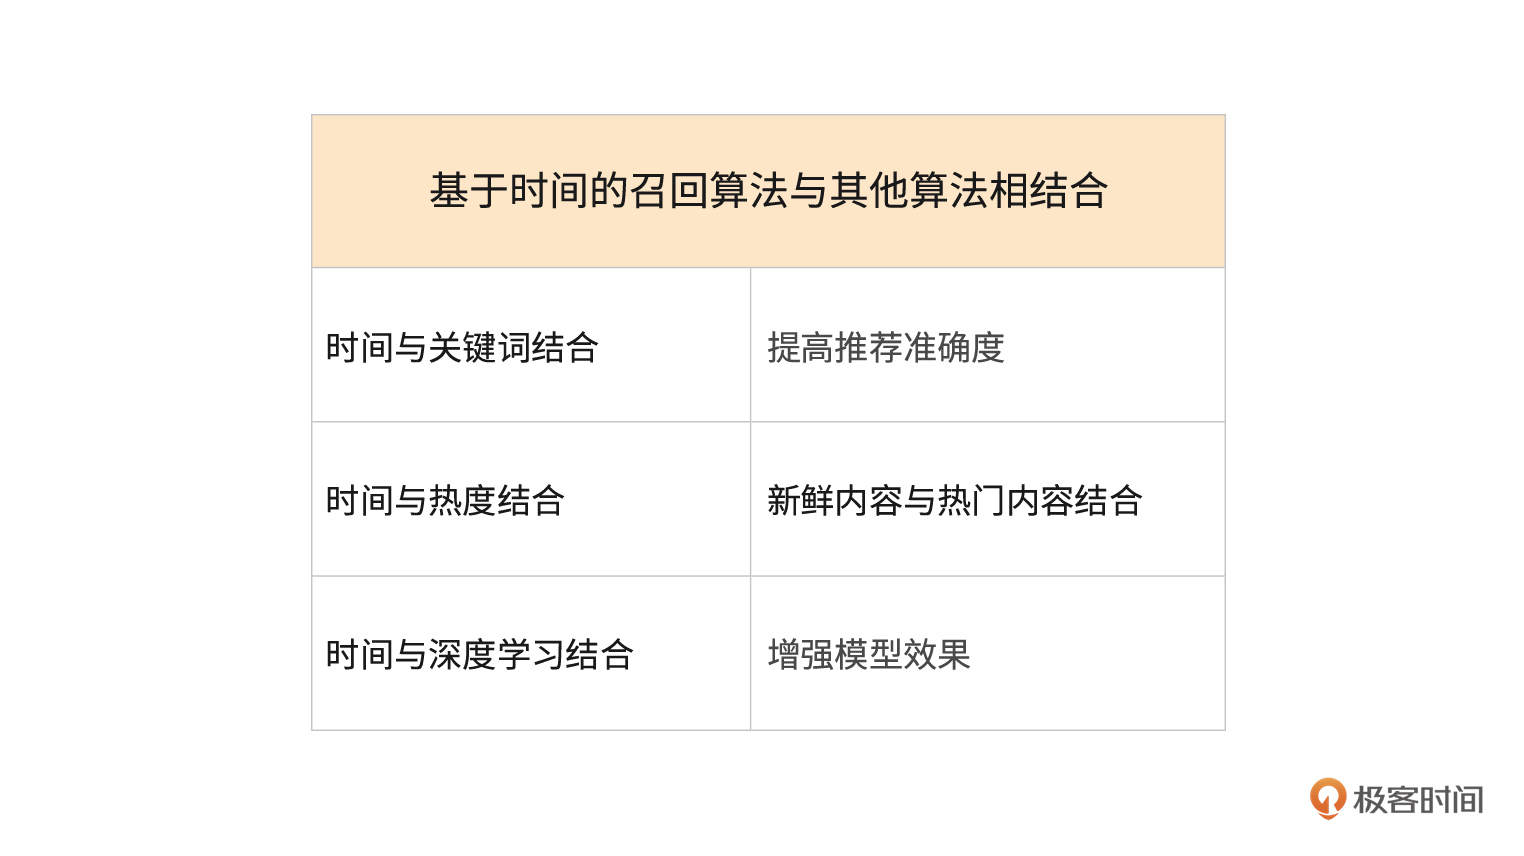 基于时间的召回算法与其他算法相结合
时间与关键词结合
提高推荐准确度
时间与热度结合
新鲜内容与热门内容结合
时间与深度学习结合
增强模型效果
极客时间